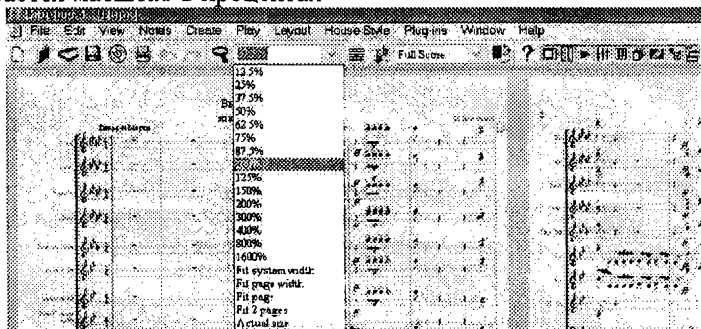 File Edit View Notes Create Play Layout House Style Plug-ins Window Help
Full Score
12.5%
25%
37.5%
50%
62.5%
75%
87.5%
125%
150%
200%
300%
400%
800%
1600%
Fit system width
Fit page width
Fit page
Fit 2 pages
Actual size